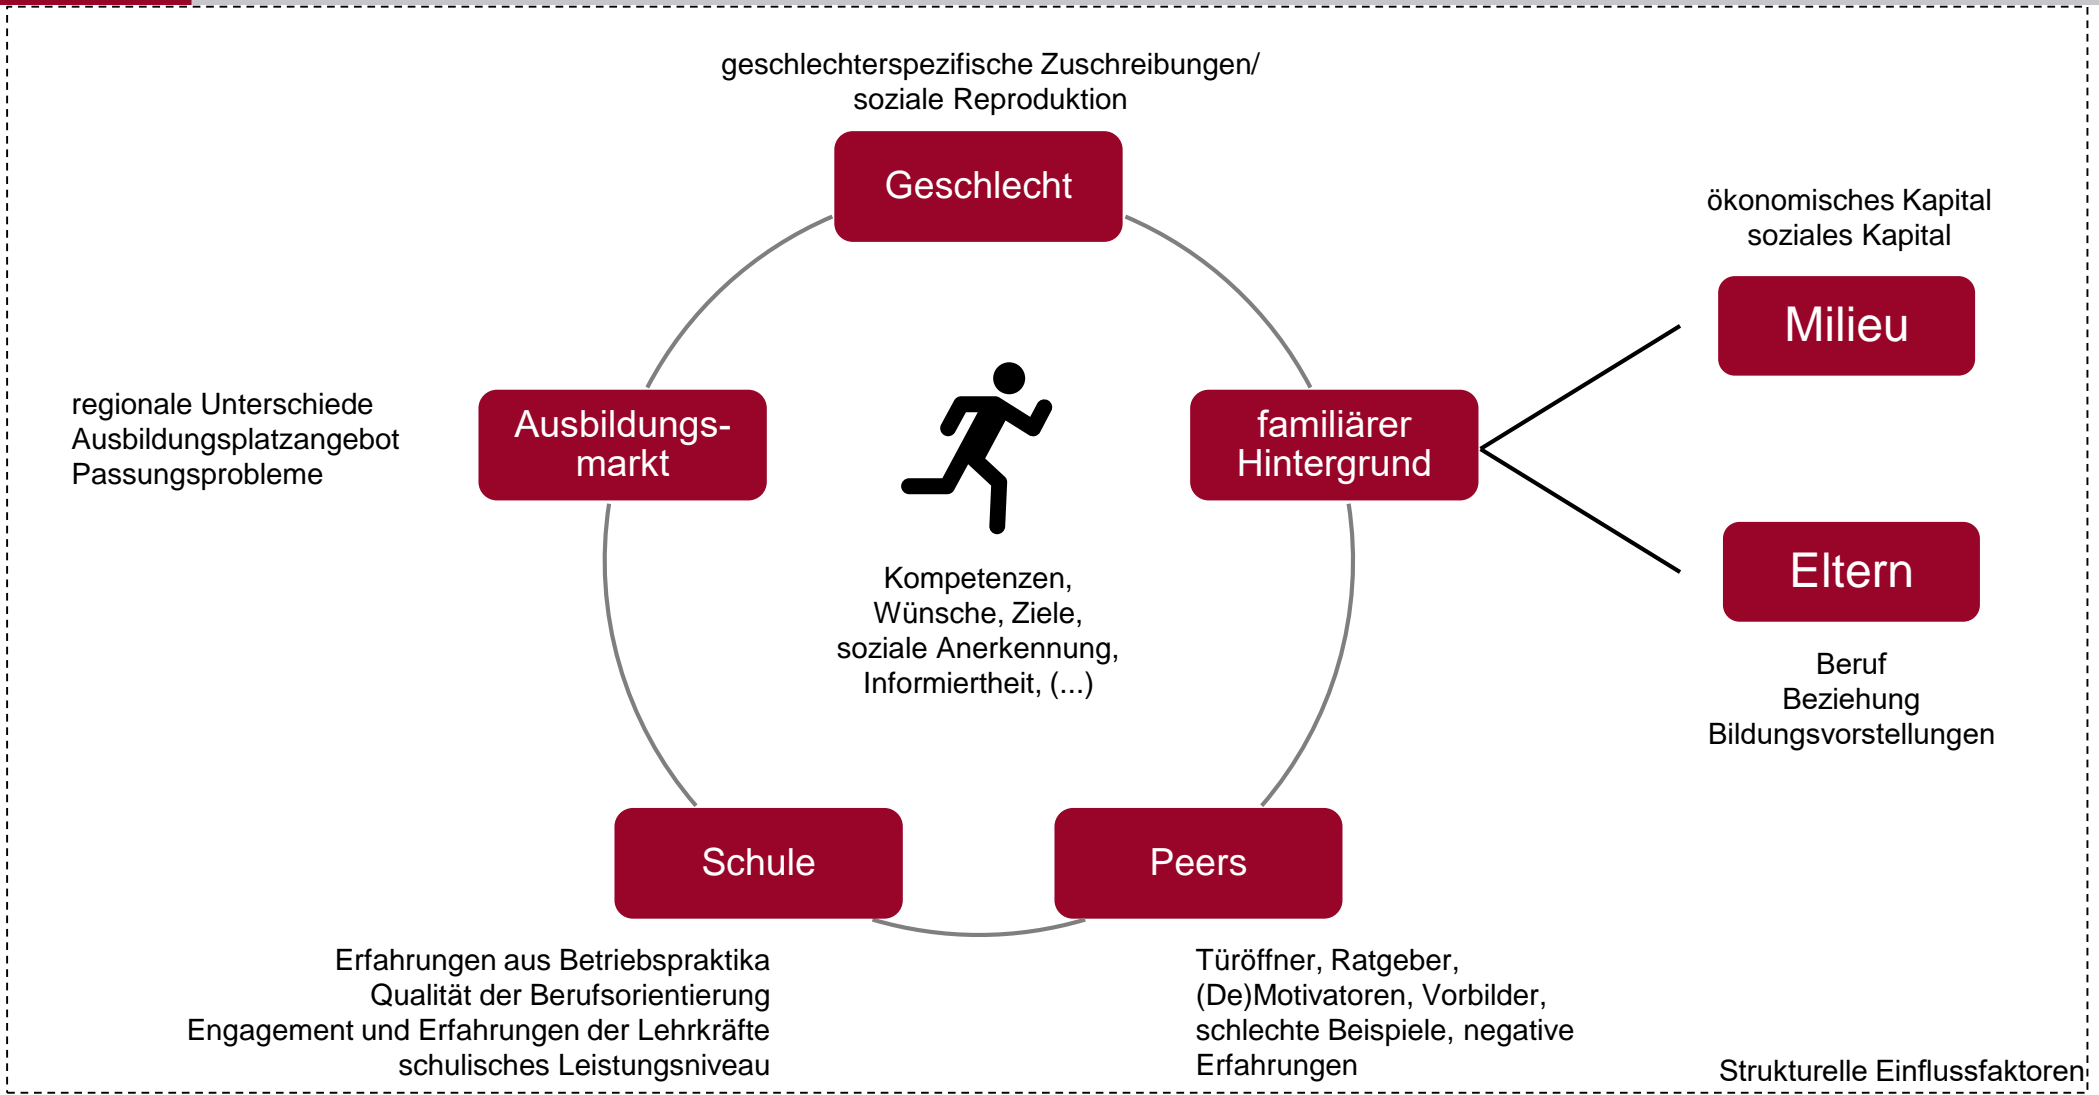 geschlechterspezifische Zuschreibungen/
soziale Reproduktion
Geschlecht
ökonomisches Kapital
soziales Kapital
Milieu
regionale Unterschiede
Ausbildungsplatzangebot
Passungsprobleme
Ausbildungs-
markt
familiärer
Hintergrund
Eltern
Beruf
Beziehung
Bildungsvorstellungen
Kompetenzen,
Wünsche, Ziele,
soziale Anerkennung,
Informiertheit, (...)
Schule
Peers
Erfahrungen aus Betriebspraktika
Qualität der Berufsorientierung
Engagement und Erfahrungen der Lehrkräfte
schulisches Leistungsniveau
Türöffner, Ratgeber,
(De)Motivatoren, Vorbilder,
schlechte Beispiele, negative
Erfahrungen
Strukturelle Einflussfaktoren